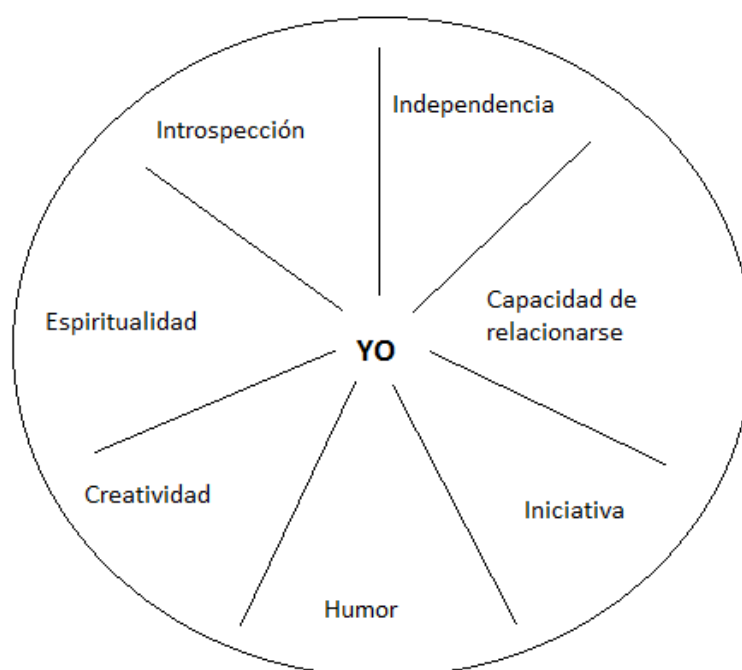 Independencia
Introspección
Capacidad de
relacionarse
Espiritualidad
YO
Creatividad
Iniciativa
Humor